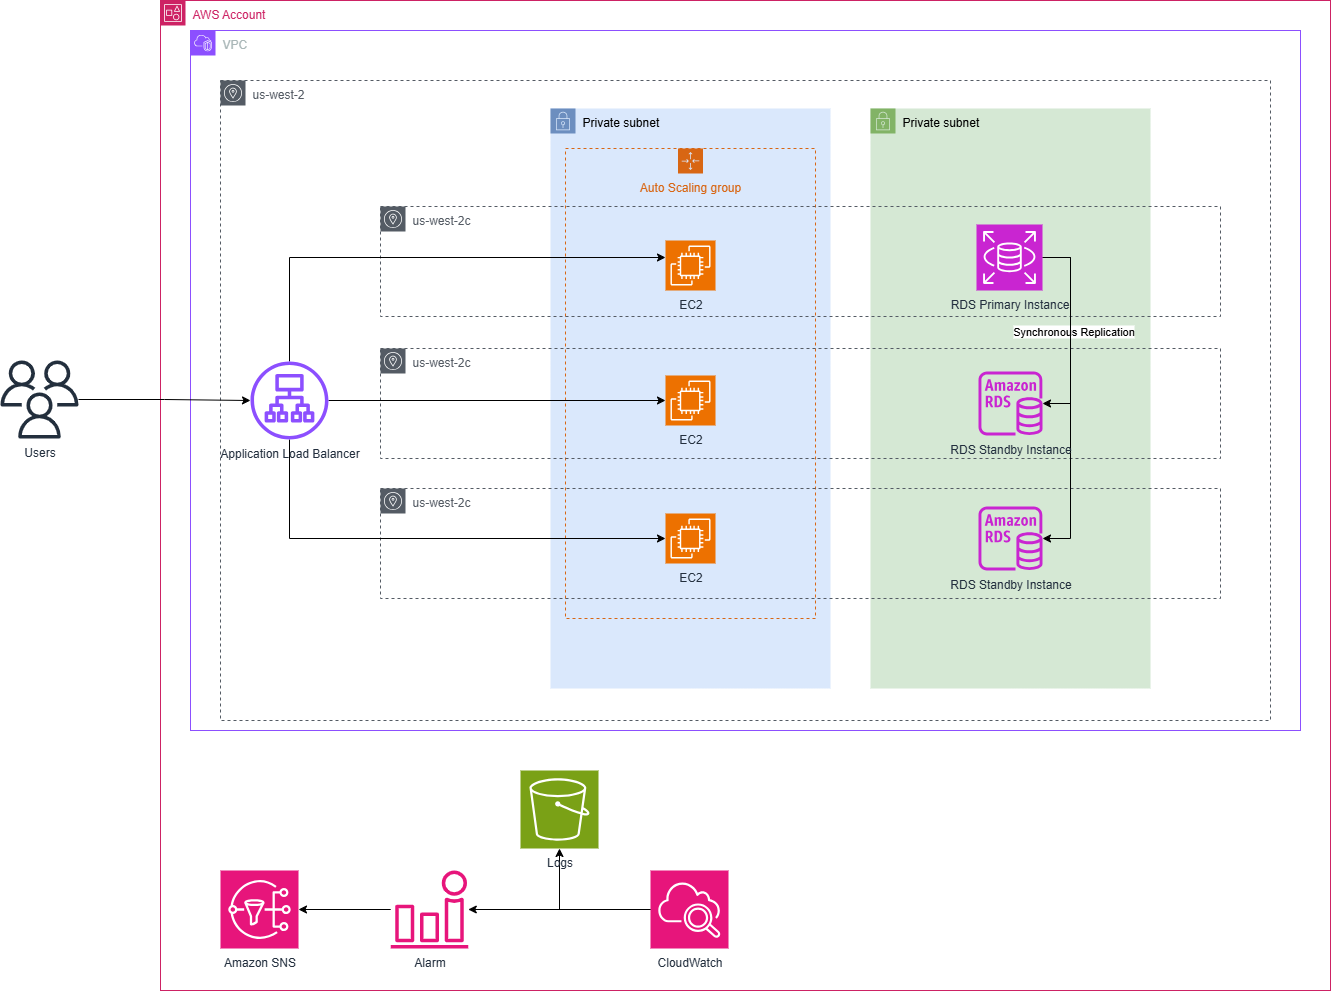 AWS Account
VPC
us-west-2
Private subnet
Private subnet
Auto Scaling group
us-west-2c
EC2
RDS Primary Instance
Synchronous Replication
us-west-2c
Amazon
RDS
EC2
RDS Standby Instance
Users
Application Load Balancer
us-west-2c
Amazon
RDS
EC2
RDS Standby Instance
Logs
Amazon SNS
Alarm
CloudWatch